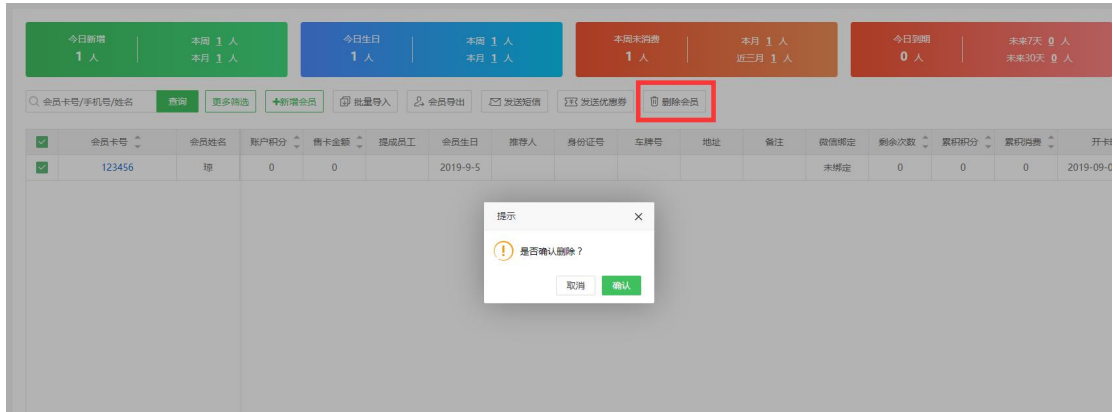 今日新增 本周 1 人 今日生日 本周 1 人 本周未消费 本月 1 人 今日到期 未来7天 0 人
1 人 本月 1 人 1 人 本月 1 人 1 人 近三月 1 人 0 人 未来30天 0 人
会员卡号/手机号/姓名 查询 更多筛选 +新增会员 批量导入 会员导出 发送短信 发送优惠券 删除会员
会员卡号 会员姓名 账户积分 售卡金额 提成员工 会员生日 推荐人 身份证号 车牌号 地址 备注 微信绑定 剩余次数 累积积分 累积消费 开卡
123456 琼 0 0 2019-9-5 未绑定 0 0 0 2019-09-0
提示
是否确认删除？
取消 确认